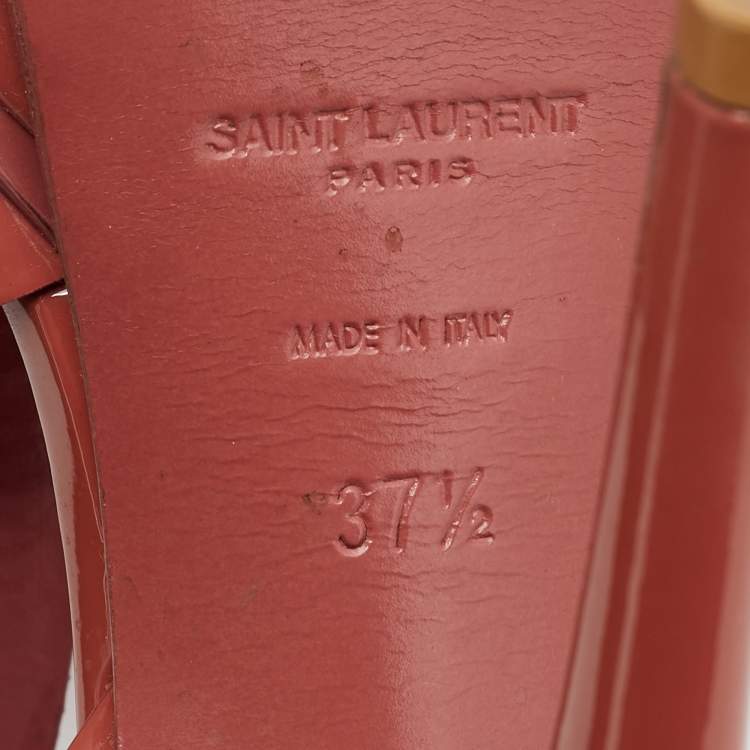 SAINT LAURENT
PARIS
MADE IN ITALY
37½